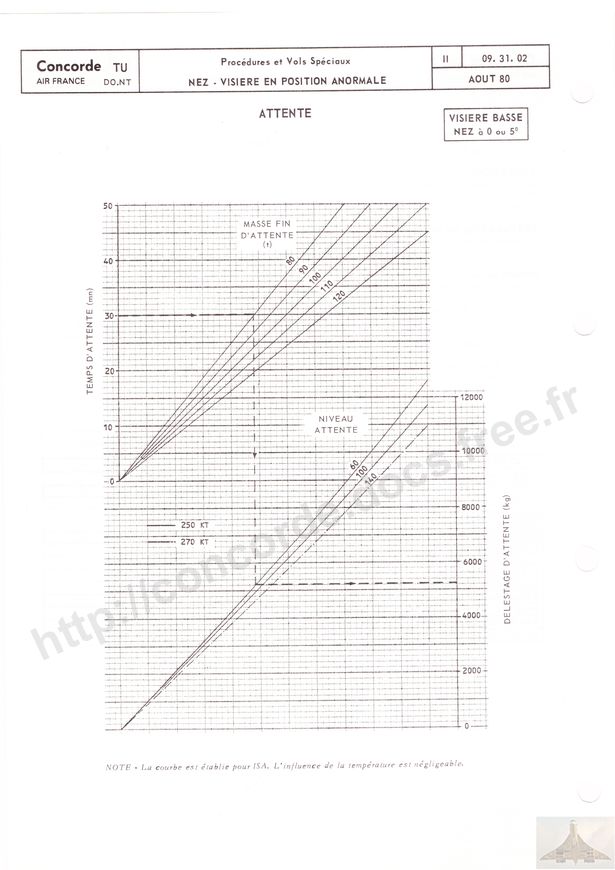 Concorde TU
AIR FRANCE DO.NT
Procédures et Vols Spéciaux
NEZ - VISIERE EN POSITION ANORMALE
II
09. 31. 02
AOUT 80
ATTENTE
VISIERE BASSE
NEZ à 0 ou 5°
50
40
30
20
10
0
TEMPS D'ATTENTE (mn)
MASSE FIN
D'ATTENTE
(t)
80
90
100
110
120
NIVEAU
ATTENTE
60
100
140
250 KT
270 KT
12000
10000
8000
6000
4000
2000
0
DELESTAGE D'ATTENTE (kg)
http://concorde.docs.free.fr
NOTE - La courbe est établie pour ISA. L'influence de la température est négligeable.